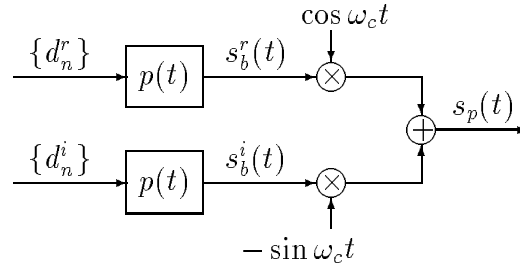 cos ω_c t
{d_n^r} p(t) s_b^r(t) ×
+ s_p(t)
{d_n^i} p(t) s_b^i(t) ×
− sin ω_c t